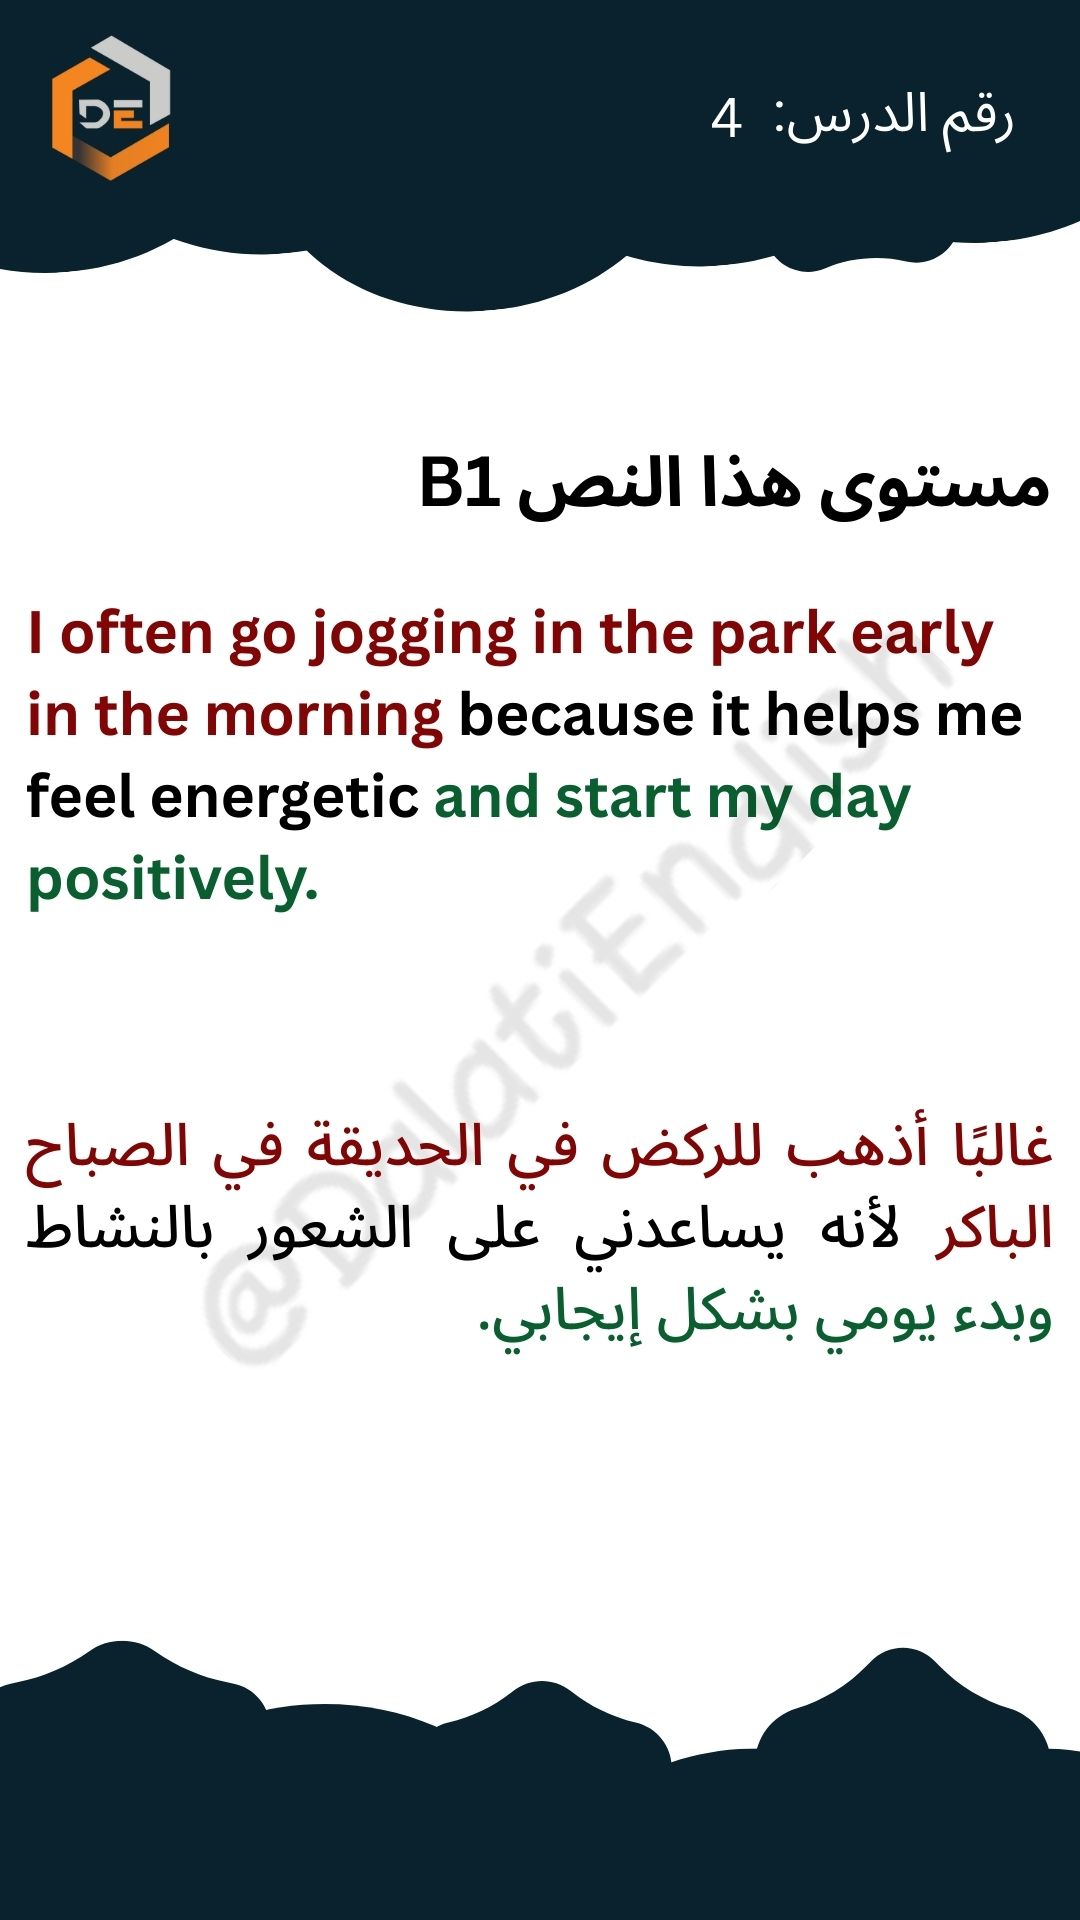 DE
رقم الدرس: 4
مستوى هذا النص B1
I often go jogging in the park early
in the morning because it helps me
feel energetic and start my day
positively.
@DalatiEnglish
غالبًا أذهب للركض في الحديقة في الصباح
الباكر لأنه يساعدني على الشعور بالنشاط
وبدء يومي بشكل إيجابي.